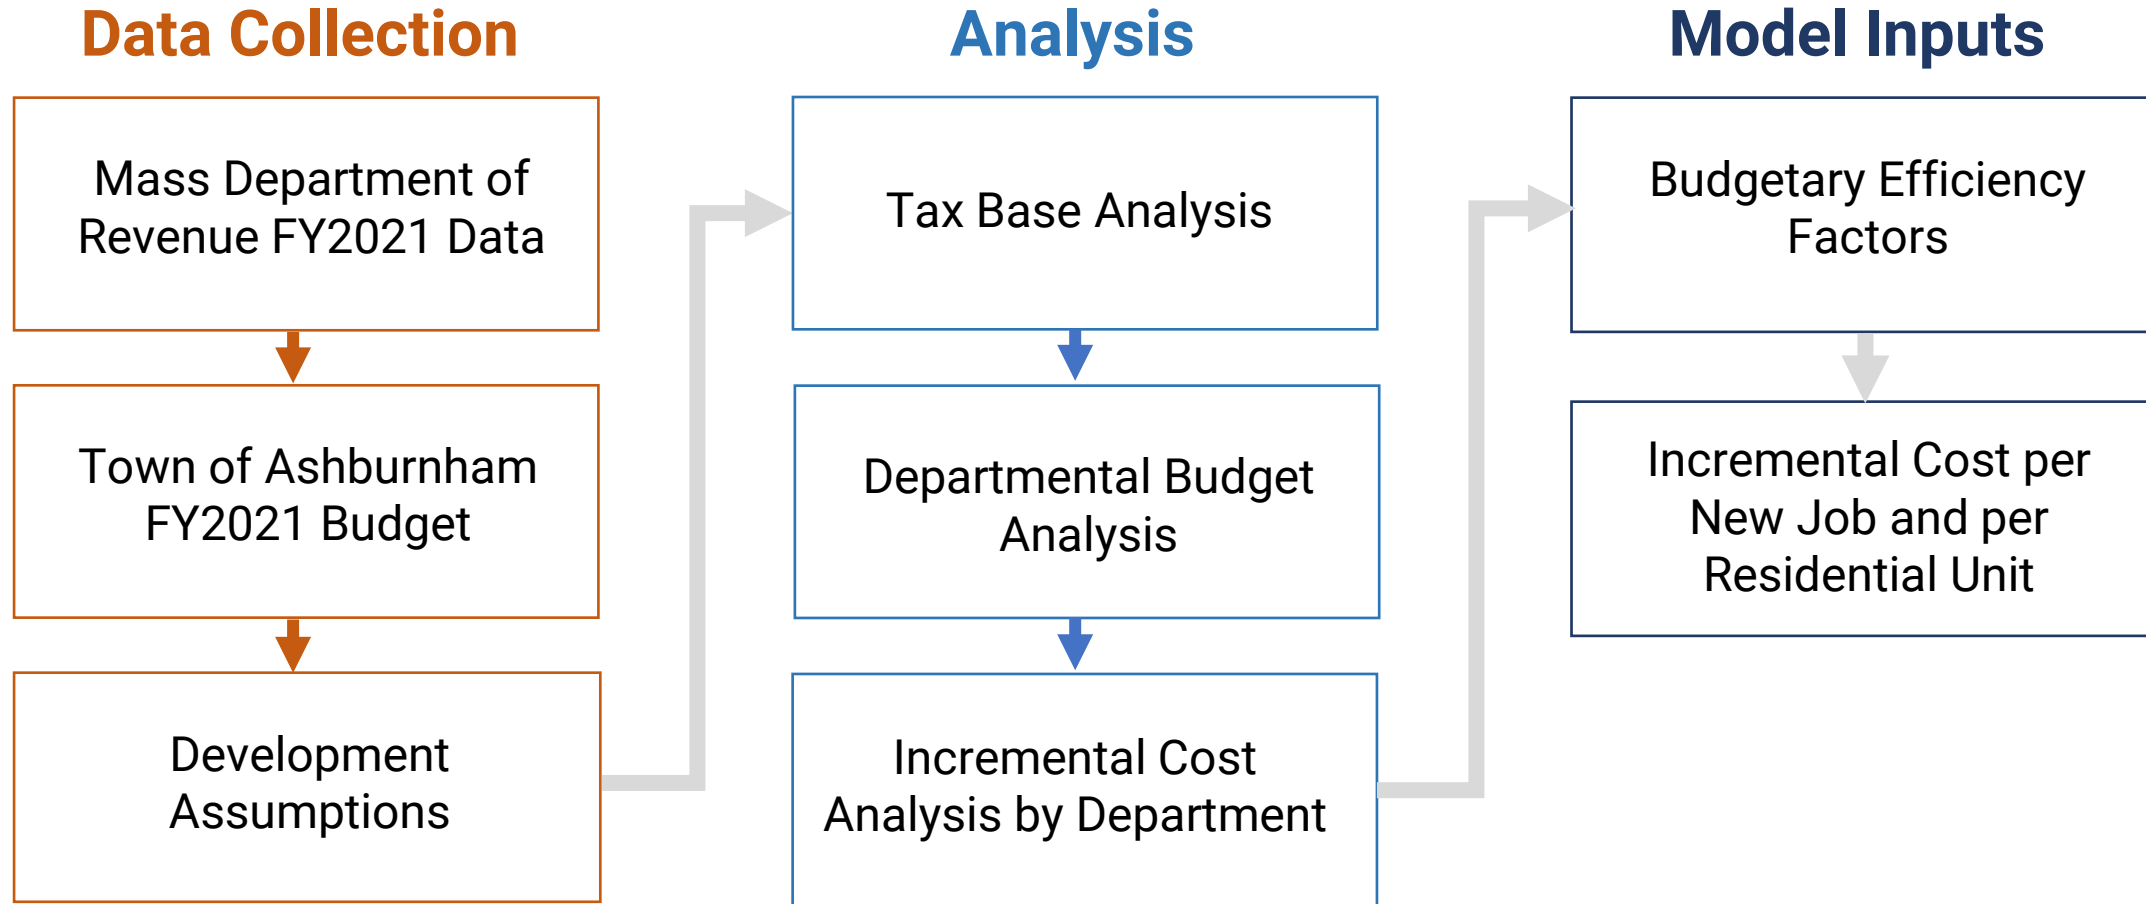 Data Collection
Mass Department of
Revenue FY2021 Data
Town of Ashburnham
FY2021 Budget
Development
Assumptions
Analysis
Tax Base Analysis
Departmental Budget
Analysis
Incremental Cost
Analysis by Department
Model Inputs
Budgetary Efficiency
Factors
Incremental Cost per
New Job and per
Residential Unit